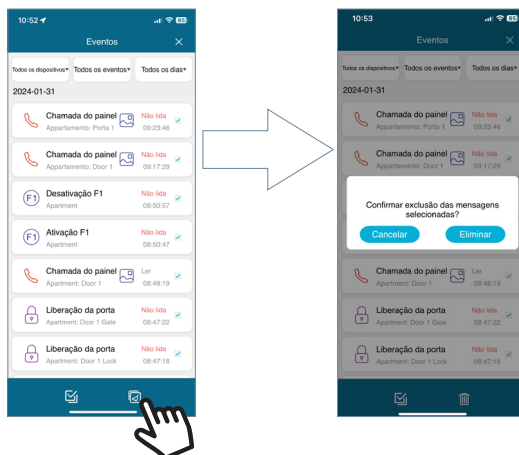 10:52
85
Eventos
Todos os dispositivos Todos os eventos Todos os dias
2024-01-31
Chamada do painel Não lida
Appartamento: Porta 1 09:23:46
Chamada do painel Não lida
Appartamento: Door 1 09:17:29
F1 Desativação F1 Não lida
Apartment 08:50:57
F1 Ativação F1 Não lida
Apartment 08:50:47
Chamada do painel Ler
Apartment: Door 1 08:48:19
Liberação da porta Não lida
Apartment: Door 1 Gate 08:47:22
Liberação da porta Não lida
Apartment: Door 1 Lock 08:47:18
10:53
85
Eventos
Todos os dispositivos Todos os eventos Todos os dias
2024-01-31
Chamada do painel Não lida
Appartamento: Porta 1 09:23:46
Chamada do painel Não lida
Appartamento: Door 1 09:17:29
Confirmar exclusão das mensagens
selecionadas?
Cancelar Eliminar
Chamada do painel Ler
Apartment: Door 1 08:48:19
Liberação da porta Não lida
Apartment: Door 1 Gate 08:47:22
Liberação da porta Não lida
Apartment: Door 1 Lock 08:47:18